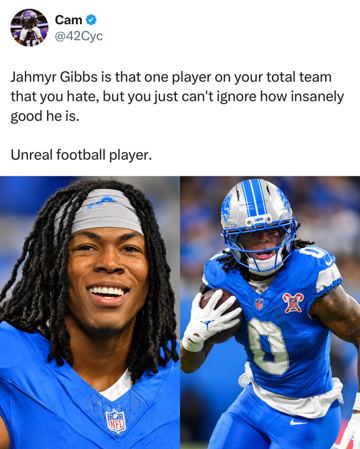 Cam
@42Cyc
Jahmyr Gibbs is that one player on your total team
that you hate, but you just can't ignore how insanely
good he is.
Unreal football player.
LIONS
NFL
0